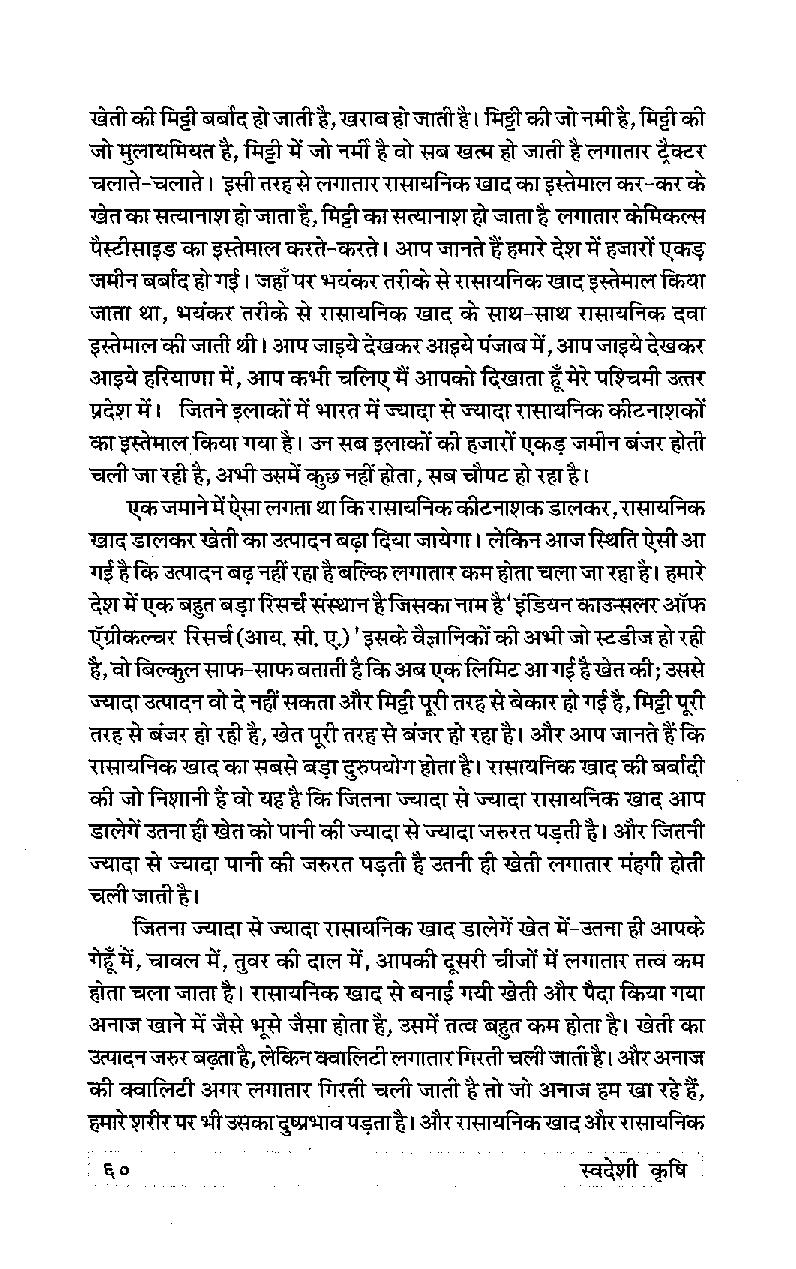 खेती की मिट्टी बर्बाद हो जाती है, खराब हो जाती है। मिट्टी की जो नमी है, मिट्टी की
जो मुलायमियत है, मिट्टी में जो नर्मी है वो सब खत्म हो जाती है लगातार ट्रैक्टर
चलाते-चलाते। इसी तरह से लगातार रासायनिक खाद का इस्तेमाल कर-कर के
खेत का सत्यानाश हो जाता है, मिट्टी का सत्यानाश हो जाता है लगातार केमिकल्स
पैस्टीसाइड का इस्तेमाल करते-करते। आप जानते हैं हमारे देश में हजारों एकड़
जमीन बर्बाद हो गई। जहाँ पर भयंकर तरीके से रासायनिक खाद इस्तेमाल किया
जाता था, भयंकर तरीके से रासायनिक खाद के साथ-साथ रासायनिक दवा
इस्तेमाल की जाती थी। आप जाइये देखकर आइये पंजाब में, आप जाइये देखकर
आइये हरियाणा में, आप कभी चलिए मैं आपको दिखाता हूँ मेरे पश्चिमी उत्तर
प्रदेश में। जितने इलाकों में भारत में ज्यादा से ज्यादा रासायनिक कीटनाशकों
का इस्तेमाल किया गया है। उन सब इलाकों की हजारों एकड़ जमीन बंजर होती
चली जा रही है, अभी उसमें कुछ नहीं होता, सब चौपट हो रहा है।
एक जमाने में ऐसा लगता था कि रासायनिक कीटनाशक डालकर, रासायनिक
खाद डालकर खेती का उत्पादन बढ़ा दिया जायेगा। लेकिन आज स्थिति ऐसी आ
गई है कि उत्पादन बढ़ नहीं रहा है बल्कि लगातार कम होता चला जा रहा है। हमारे
देश में एक बहुत बड़ा रिसर्च संस्थान है जिसका नाम है 'इंडियन काउन्सलर ऑफ
ऍग्रीकल्चर रिसर्च (आय. सी. ए.)' इसके वैज्ञानिकों की अभी जो स्टडीज हो रही
है, वो बिल्कुल साफ-साफ बताती है कि अब एक लिमिट आ गई है खेत की; उससे
ज्यादा उत्पादन वो दे नहीं सकता और मिट्टी पूरी तरह से बेकार हो गई है, मिट्टी पूरी
तरह से बंजर हो रही है, खेत पूरी तरह से बंजर हो रहा है। और आप जानते हैं कि
रासायनिक खाद का सबसे बड़ा दुरुपयोग होता है। रासायनिक खाद की बर्बादी
की जो निशानी है वो यह है कि जितना ज्यादा से ज्यादा रासायनिक खाद आप
डालेगें उतना ही खेत को पानी की ज्यादा से ज्यादा जरुरत पड़ती है। और जितनी
ज्यादा से ज्यादा पानी की जरुरत पड़ती है उतनी ही खेती लगातार मंहगी होती
चली जाती है।
जितना ज्यादा से ज्यादा रासायनिक खाद डालेगें खेत में-उतना ही आपके
गेहूँ में, चावल में, तुवर की दाल में, आपकी दूसरी चीजों में लगातार तत्व कम
होता चला जाता है। रासायनिक खाद से बनाई गयी खेती और पैदा किया गया
अनाज खाने में जैसे भूसे जैसा होता है, उसमें तत्व बहुत कम होता है। खेती का
उत्पादन जरुर बढ़ता है, लेकिन क्वालिटी लगातार गिरती चली जाती है। और अनाज
की क्वालिटी अगर लगातार गिरती चली जाती है तो जो अनाज हम खा रहे हैं,
हमारे शरीर पर भी उसका दुष्प्रभाव पड़ता है। और रासायनिक खाद और रासायनिक
६०
स्वदेशी कृषि